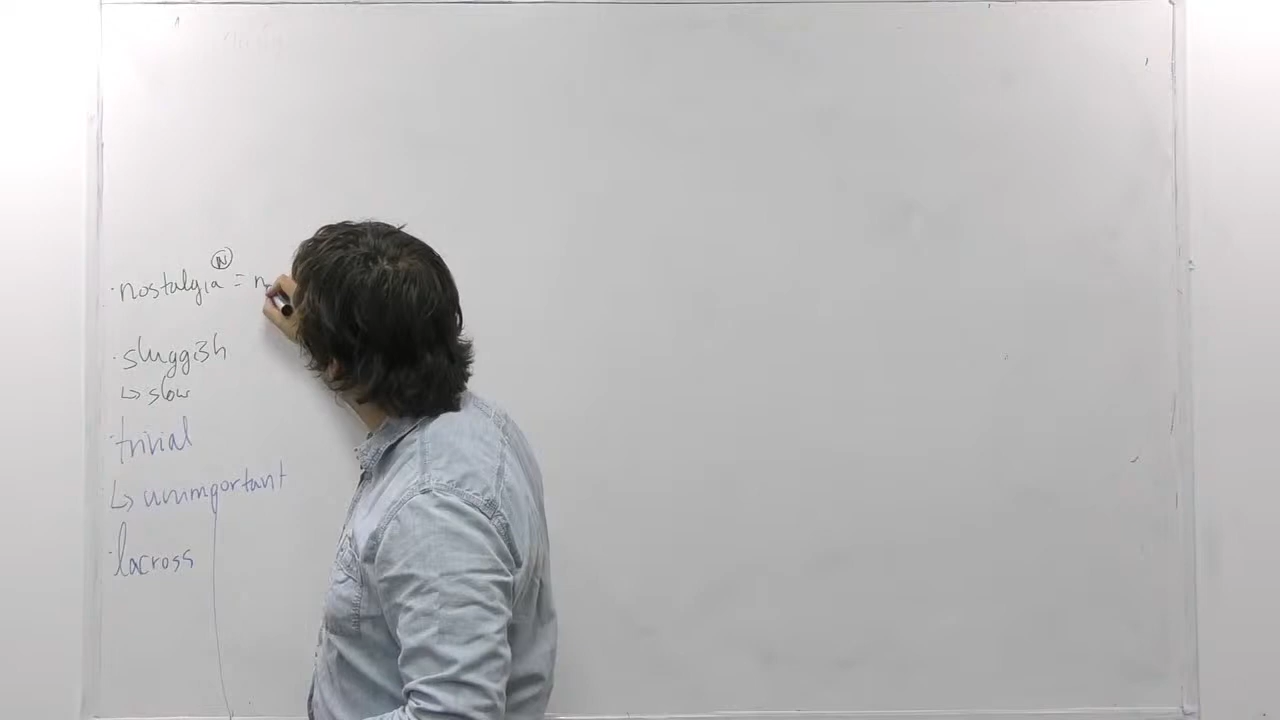 N
· nostalgia = n
· sluggish
↳ slow
· trivial
↳ unimportant
· lacross